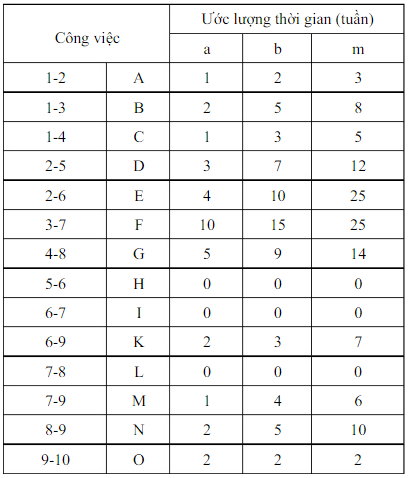 Công việc
Ước lượng thời gian (tuần)
a b m
1-2 A 1 2 3
1-3 B 2 5 8
1-4 C 1 3 5
2-5 D 3 7 12
2-6 E 4 10 25
3-7 F 10 15 25
4-8 G 5 9 14
5-6 H 0 0 0
6-7 I 0 0 0
6-9 K 2 3 7
7-8 L 0 0 0
7-9 M 1 4 6
8-9 N 2 5 10
9-10 O 2 2 2